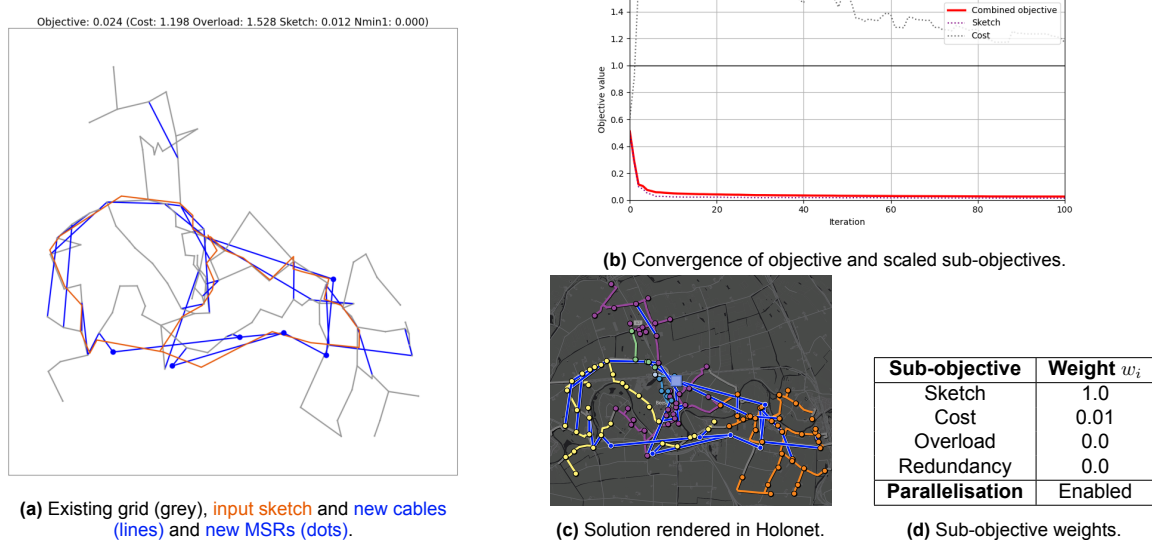 Objective: 0.024 (Cost: 1.198 Overload: 1.528 Sketch: 0.012 Nmin1: 0.000)
(a) Existing grid (grey), input sketch and new cables
(lines) and new MSRs (dots).
1.4
1.2
1.0
0.8
0.6
0.4
0.2
0.0
Objective value
Combined objective
Sketch
Cost
0
20
40
60
80
100
Iteration
(b) Convergence of objective and scaled sub-objectives.
(c) Solution rendered in Holonet.
Sub-objective Weight w_i
Sketch 1.0
Cost 0.01
Overload 0.0
Redundancy 0.0
Parallelisation Enabled
(d) Sub-objective weights.